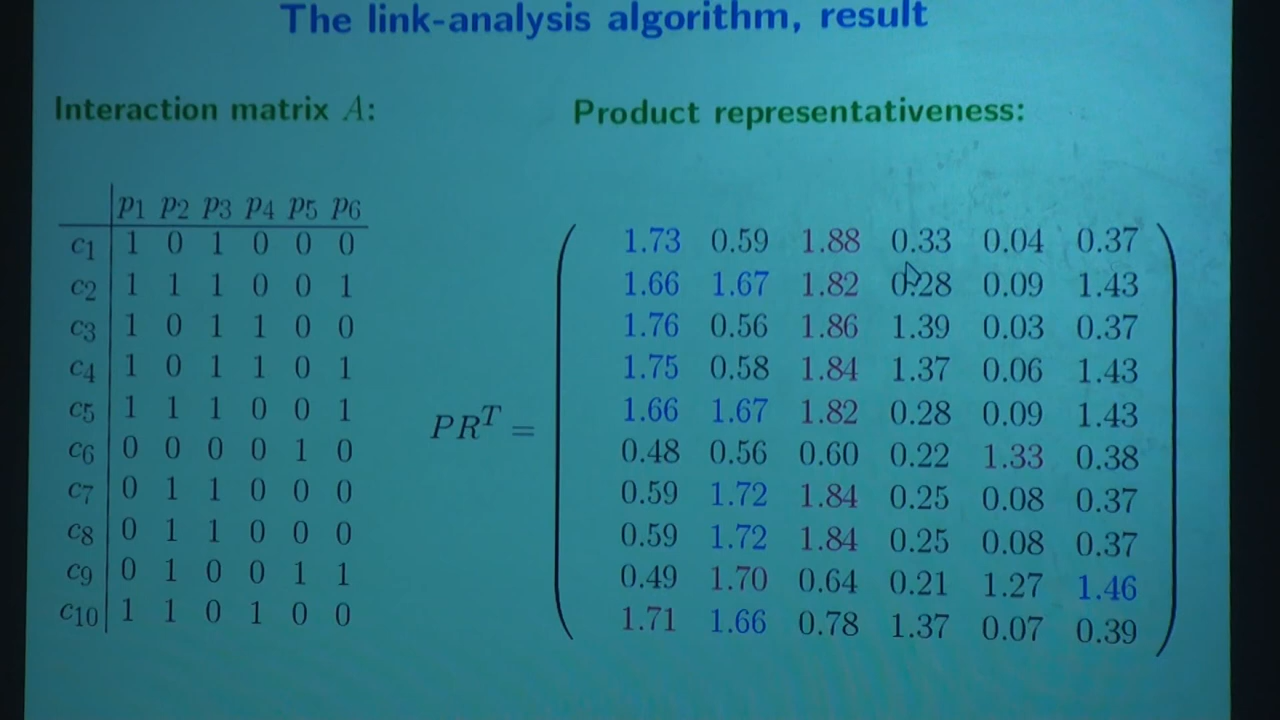 The link-analysis algorithm, result
Interaction matrix A:
Product representativeness:
p1 p2 p3 p4 p5 p6
c1 1 0 1 0 0 0
c2 1 1 1 0 0 1
c3 1 0 1 1 0 0
c4 1 0 1 1 0 1
c5 1 1 1 0 0 1
c6 0 0 0 0 1 0
c7 0 1 1 0 0 0
c8 0 1 1 0 0 0
c9 0 1 0 0 1 1
c10 1 1 0 1 0 0
PR^T =
1.73 0.59 1.88 0.33 0.04 0.37
1.66 1.67 1.82 0.28 0.09 1.43
1.76 0.56 1.86 1.39 0.03 0.37
1.75 0.58 1.84 1.37 0.06 1.43
1.66 1.67 1.82 0.28 0.09 1.43
0.48 0.56 0.60 0.22 1.33 0.38
0.59 1.72 1.84 0.25 0.08 0.37
0.59 1.72 1.84 0.25 0.08 0.37
0.49 1.70 0.64 0.21 1.27 1.46
1.71 1.66 0.78 1.37 0.07 0.39